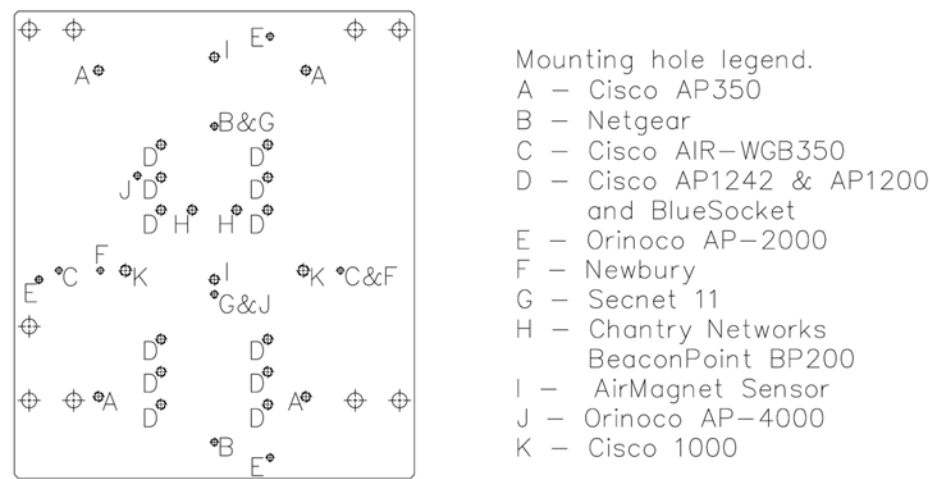 E
I
A
A
B&G
D
D
J
D
D
D
H
H
D
F
I
C
K
K
C&F
E
G&J
D
D
D
D
A
A
D
D
B
E
Mounting hole legend.
A – Cisco AP350
B – Netgear
C – Cisco AIR–WGB350
D – Cisco AP1242 & AP1200
and BlueSocket
E – Orinoco AP–2000
F – Newbury
G – Secnet 11
H – Chantry Networks
BeaconPoint BP200
I – AirMagnet Sensor
J – Orinoco AP–4000
K – Cisco 1000